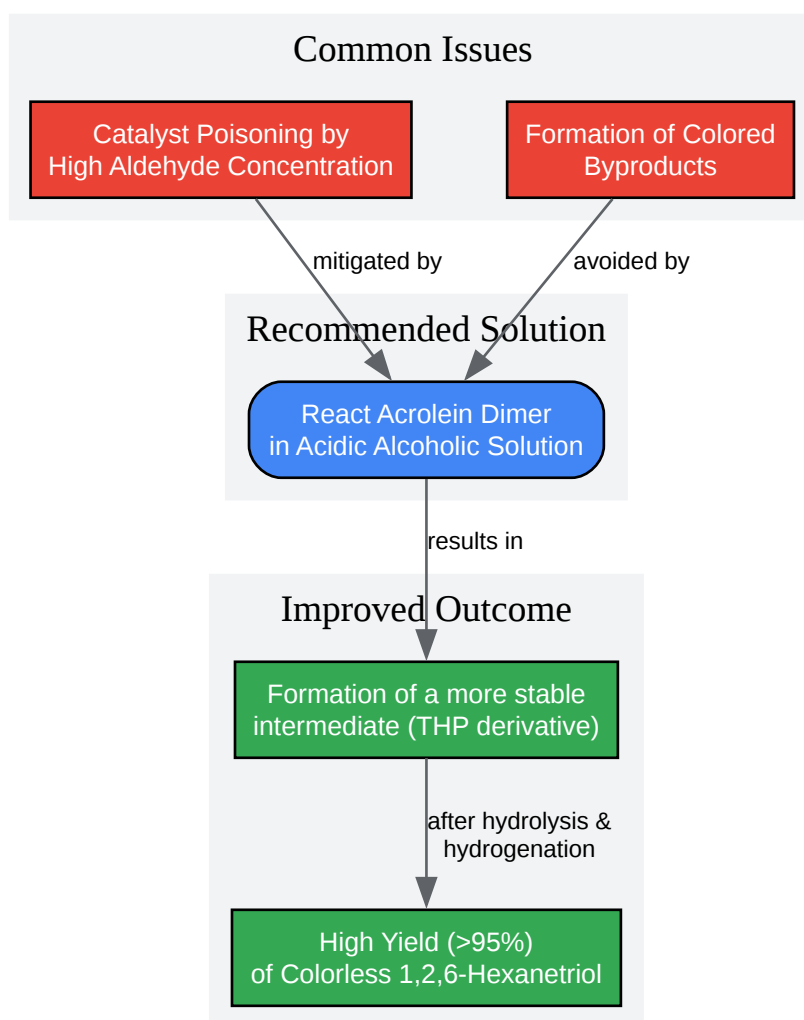 Common Issues
Catalyst Poisoning by
High Aldehyde Concentration
Formation of Colored
Byproducts
mitigated by
avoided by
Recommended Solution
React Acrolein Dimer
in Acidic Alcoholic Solution
results in
Improved Outcome
Formation of a more stable
intermediate (THP derivative)
after hydrolysis &
hydrogenation
High Yield (>95%)
of Colorless 1,2,6-Hexanetriol